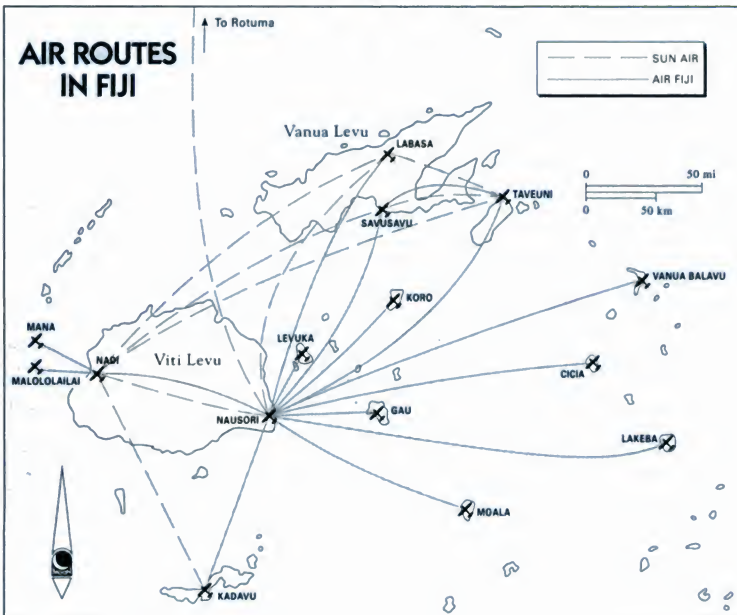 To Rotuma
AIR ROUTES
IN FIJI
SUN AIR
AIR FIJI
Vanua Levu
LABASA
0 50 mi
0 50 km
TAVEUNI
SAVUSAVU
VANUA BALAVU
KORO
MANA
LEVUKA
NADI
Viti Levu
MALOLOLAILAI
CICIA
NAUSORI
GAU
LAKEBA
MOALA
KADAVU